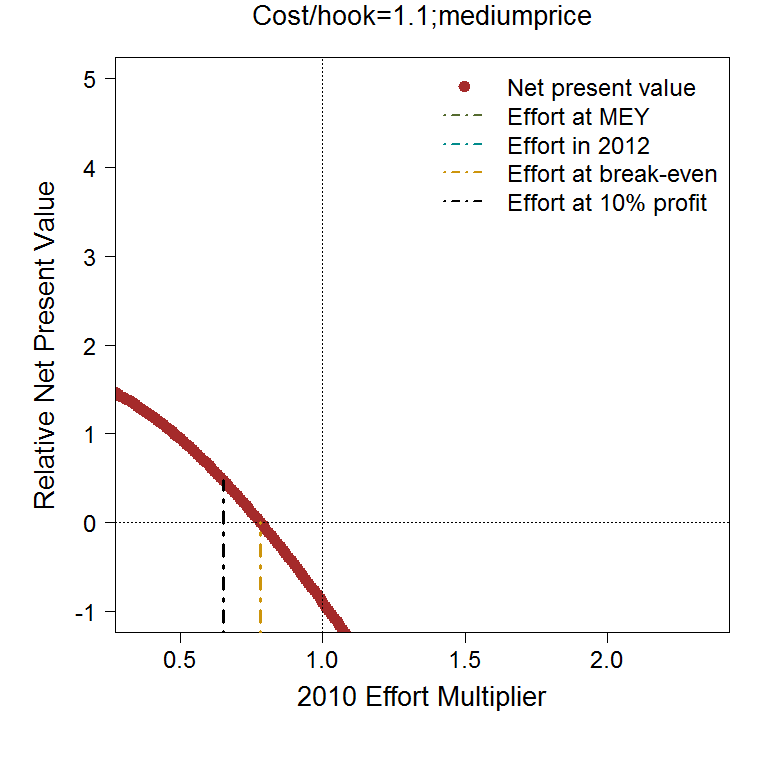 Cost/hook=1.1;mediumprice
Net present value
Effort at MEY
Effort in 2012
Effort at break-even
Effort at 10% profit
Relative Net Present Value
5
4
3
2
1
0
-1
0.5 1.0 1.5 2.0
2010 Effort Multiplier